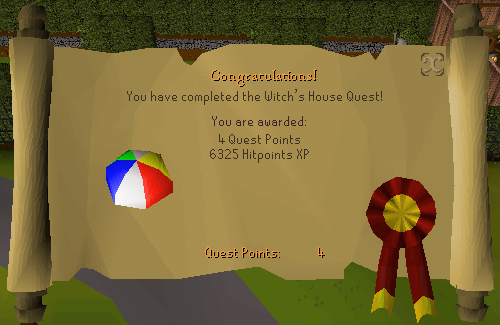 Congratulations!
You have completed the Witch's House Quest!
You are awarded:
4 Quest Points
6325 Hitpoints XP
Quest Points: 4